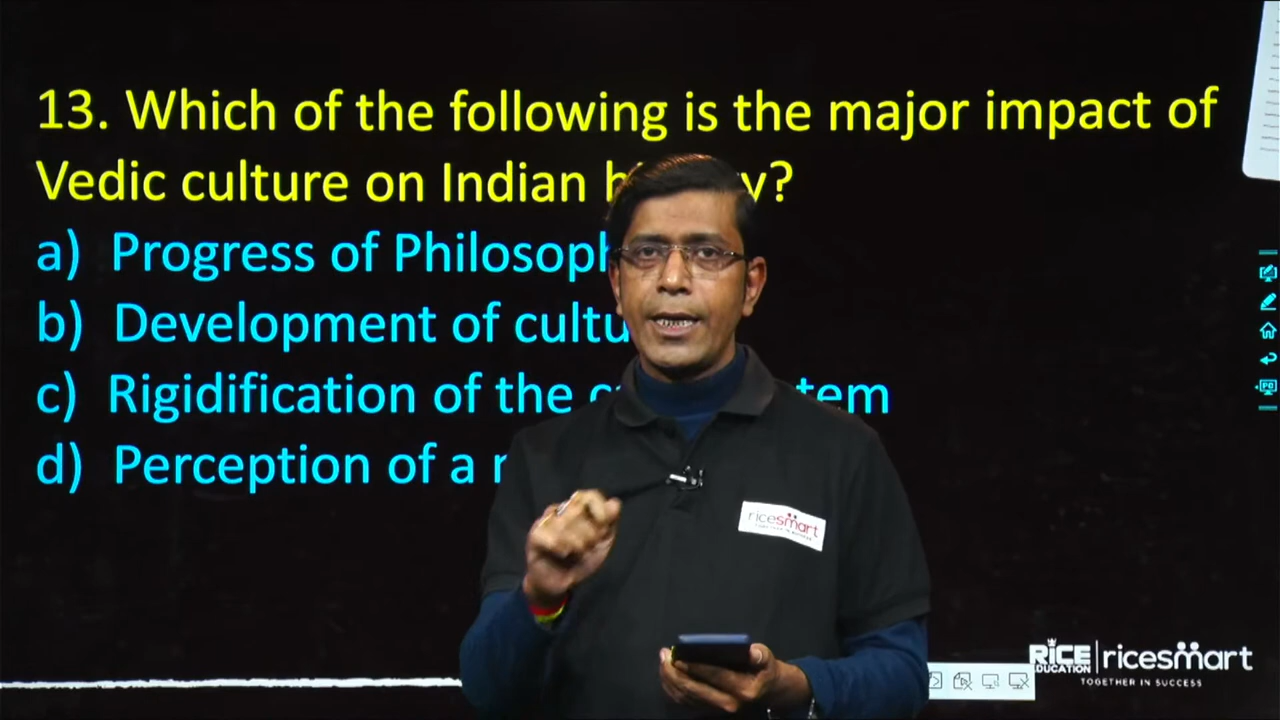 13. Which of the following is the major impact of
Vedic culture on Indian
a) Progress of
b) Development of
c) Rigidification of the
d) Perception of a
ricesmart
RICE EDUCATION
ricesmart
TOGETHER IN SUCCESS